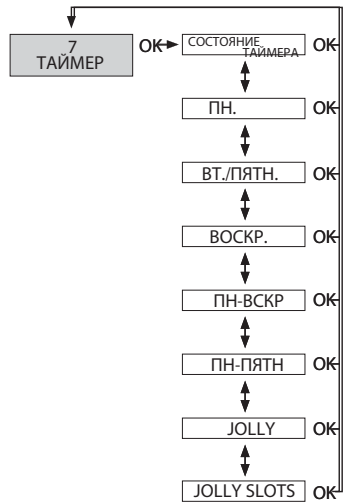 7
ТАЙМЕР
OK
СОСТОЯНИЕ
ТАЙМЕРА
OK
ПН.
OK
ВТ./ПЯТН.
OK
ВОСКР.
OK
ПН-ВСКР
OK
ПН-ПЯТН
OK
JOLLY
OK
JOLLY SLOTS
OK